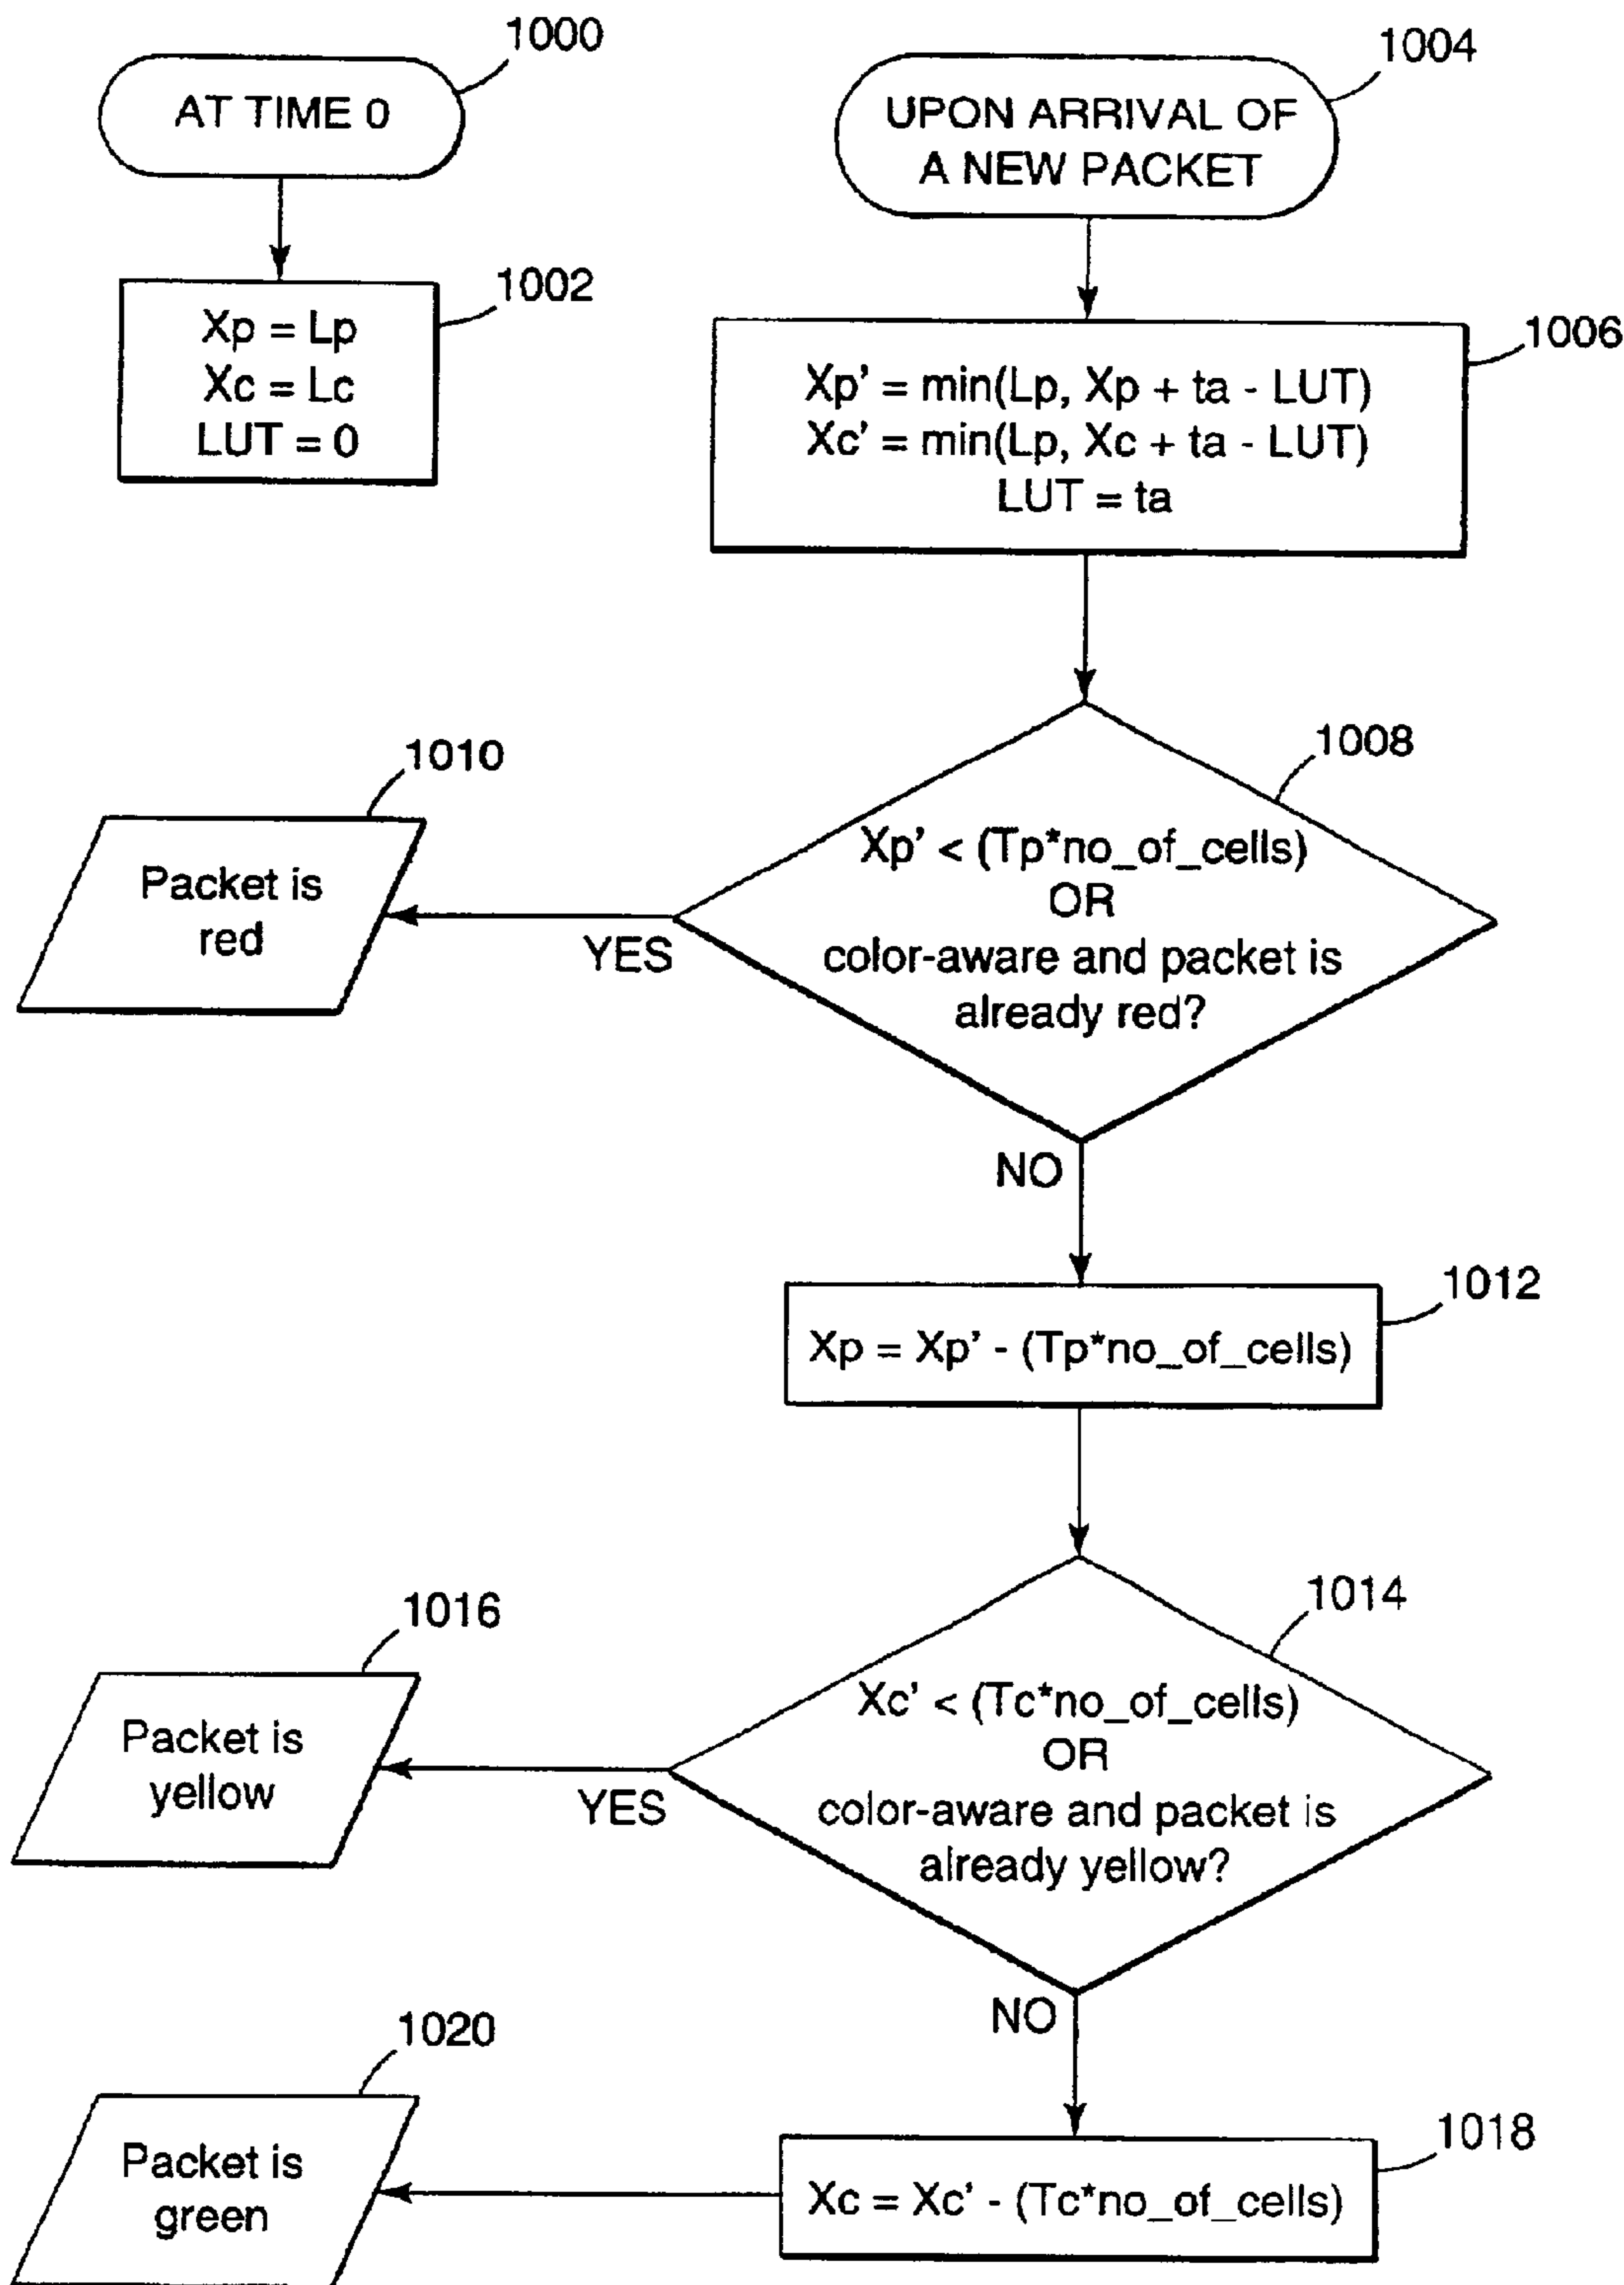 1000
AT TIME 0
1002
Xp = Lp
Xc = Lc
LUT = 0
1004
UPON ARRIVAL OF
A NEW PACKET
1006
Xp' = min(Lp, Xp + ta - LUT)
Xc' = min(Lp, Xc + ta - LUT)
LUT = ta
1008
Xp' < (Tp*no_of_cells)
OR
color-aware and packet is
already red?
YES
1010
Packet is
red
NO
1012
Xp = Xp' - (Tp*no_of_cells)
1014
Xc' < (Tc*no_of_cells)
OR
color-aware and packet is
already yellow?
YES
1016
Packet is
yellow
NO
1018
Xc = Xc' - (Tc*no_of_cells)
1020
Packet is
green